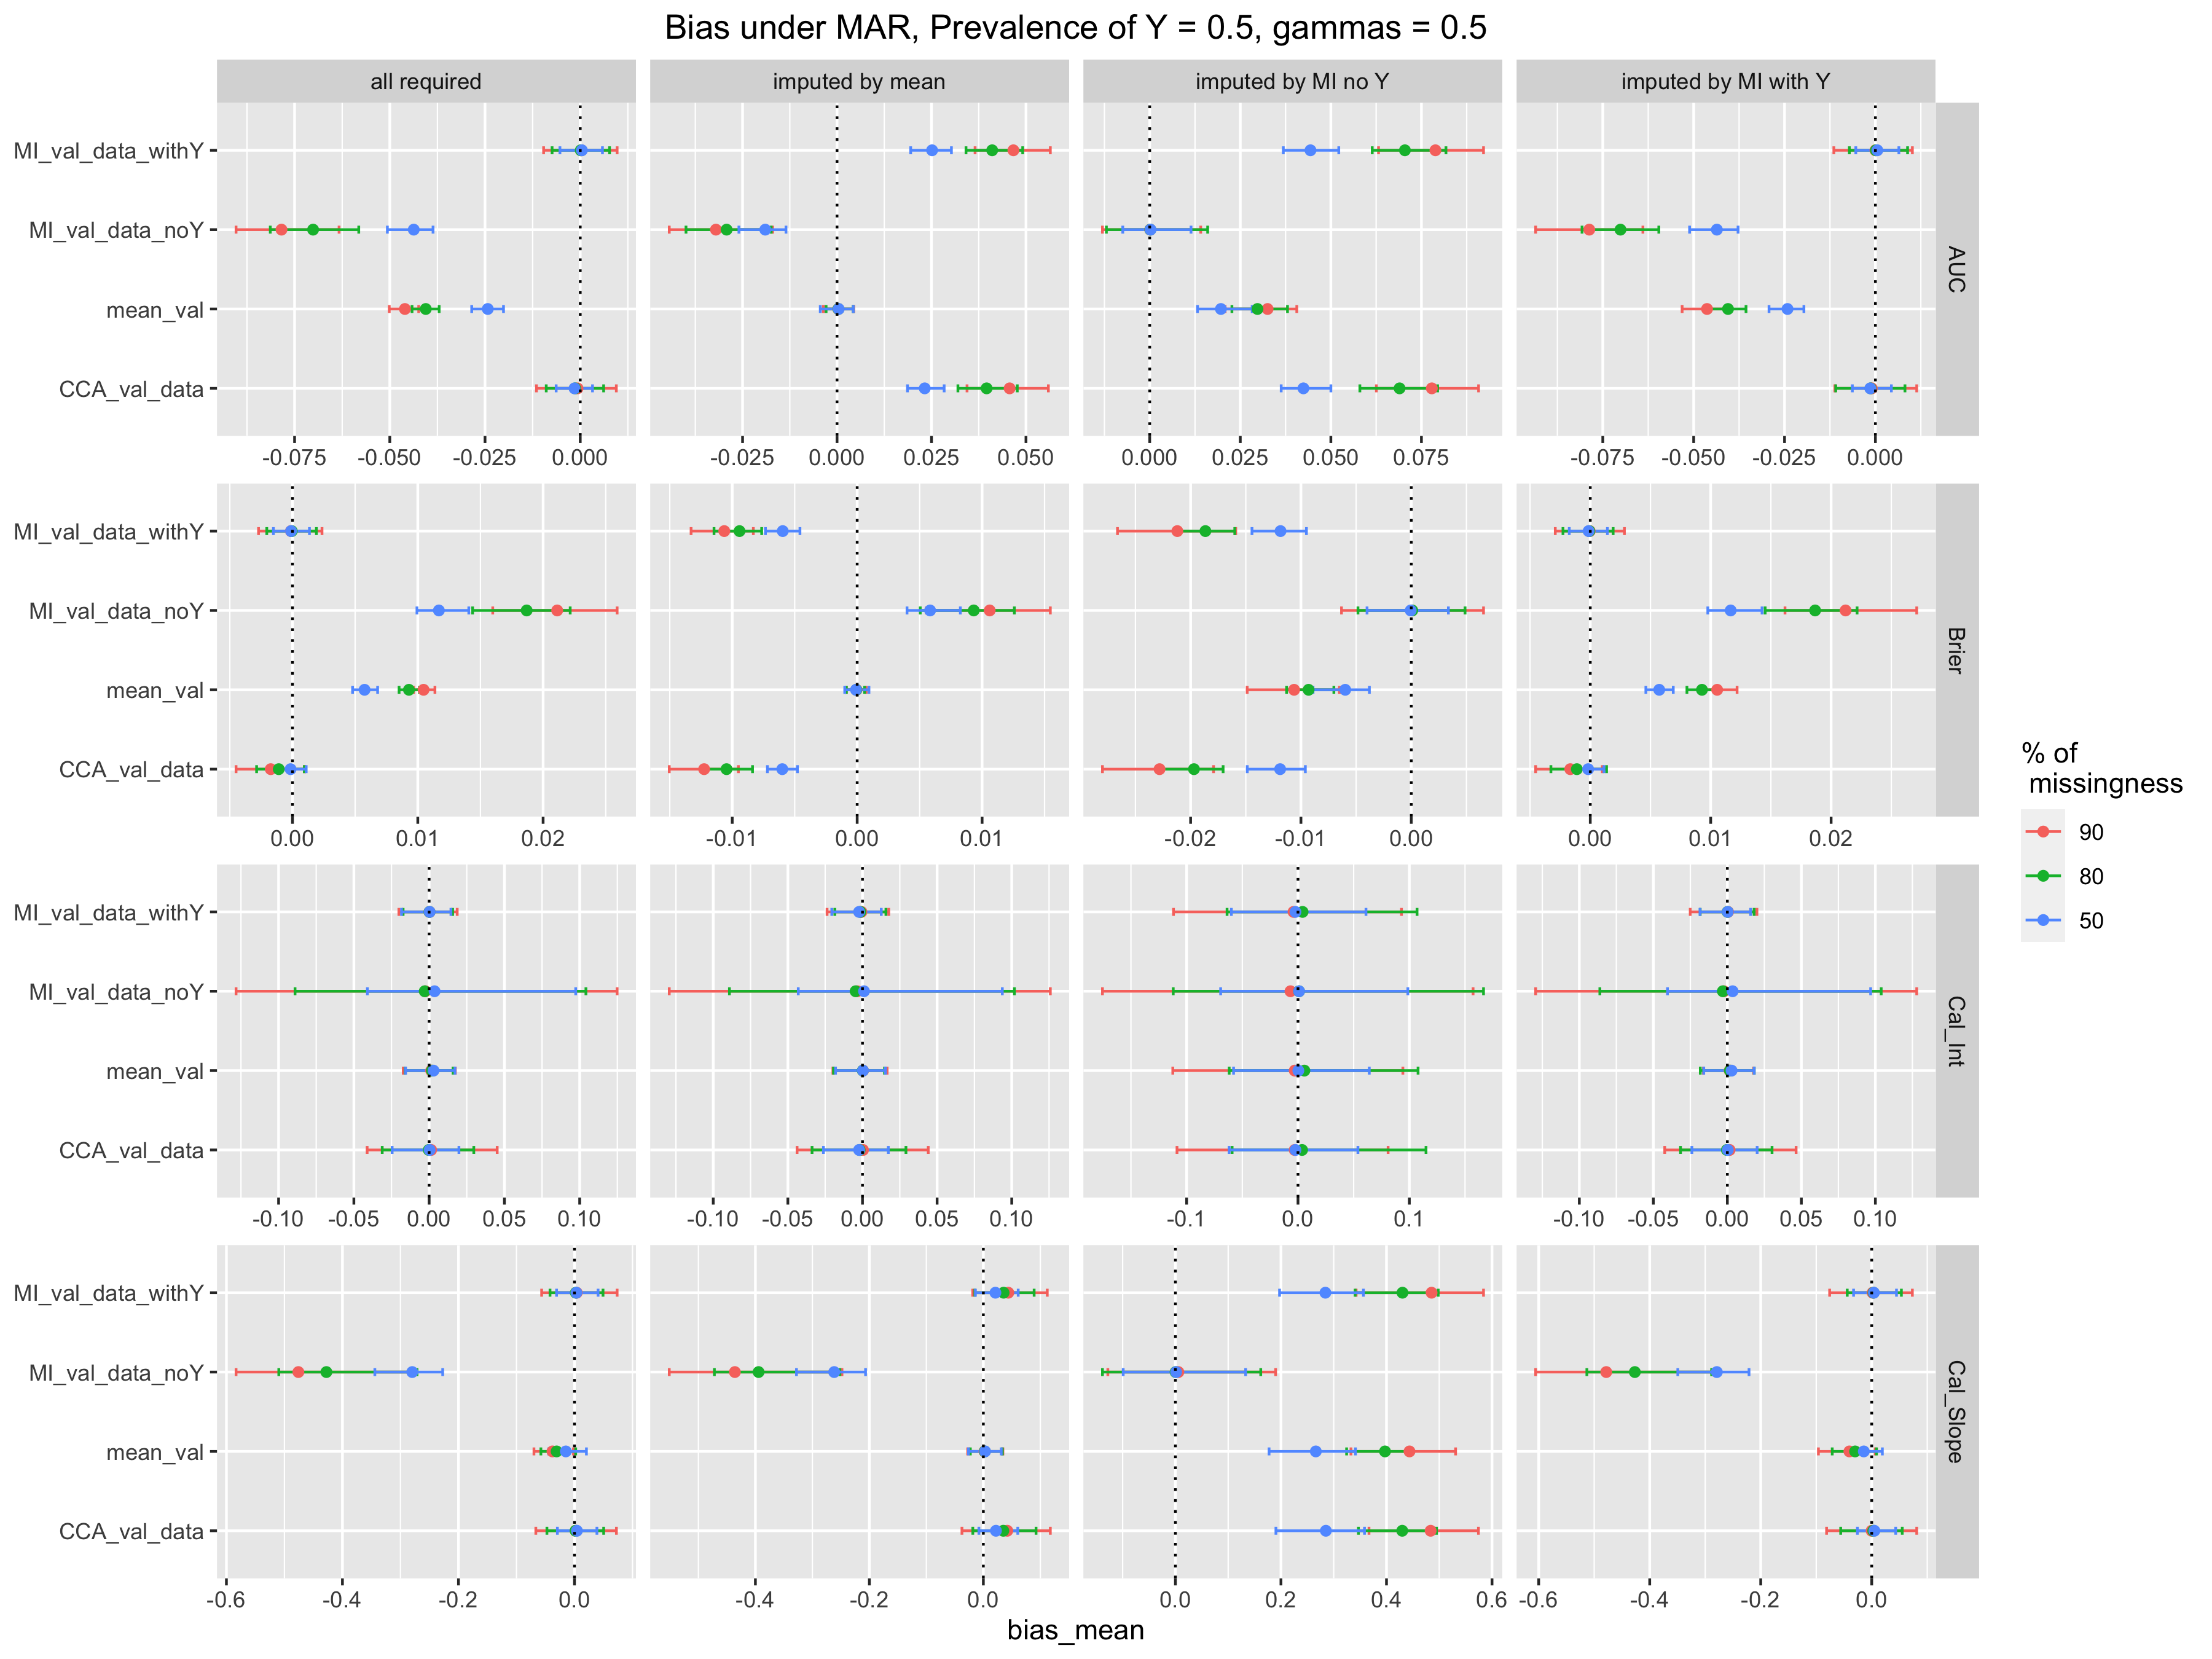 Bias under MAR, Prevalence of Y = 0.5, gammas = 0.5
all required
imputed by mean
imputed by MI no Y
imputed by MI with Y
MI_val_data_withY
MI_val_data_noY
mean_val
CCA_val_data
AUC
-0.075 -0.050 -0.025 0.000
-0.025 0.000 0.025 0.050
0.000 0.025 0.050 0.075
-0.075 -0.050 -0.025 0.000
MI_val_data_withY
MI_val_data_noY
mean_val
CCA_val_data
Brier
0.00 0.01 0.02
-0.01 0.00 0.01
-0.02 -0.01 0.00
0.00 0.01 0.02
MI_val_data_withY
MI_val_data_noY
mean_val
CCA_val_data
Cal_Int
-0.10 -0.05 0.00 0.05 0.10
-0.10 -0.05 0.00 0.05 0.10
-0.1 0.0 0.1
-0.10 -0.05 0.00 0.05 0.10
MI_val_data_withY
MI_val_data_noY
mean_val
CCA_val_data
Cal_Slope
-0.6 -0.4 -0.2 0.0
-0.4 -0.2 0.0
0.0 0.2 0.4 0.6
-0.6 -0.4 -0.2 0.0
bias_mean
% of
missingness
90
80
50